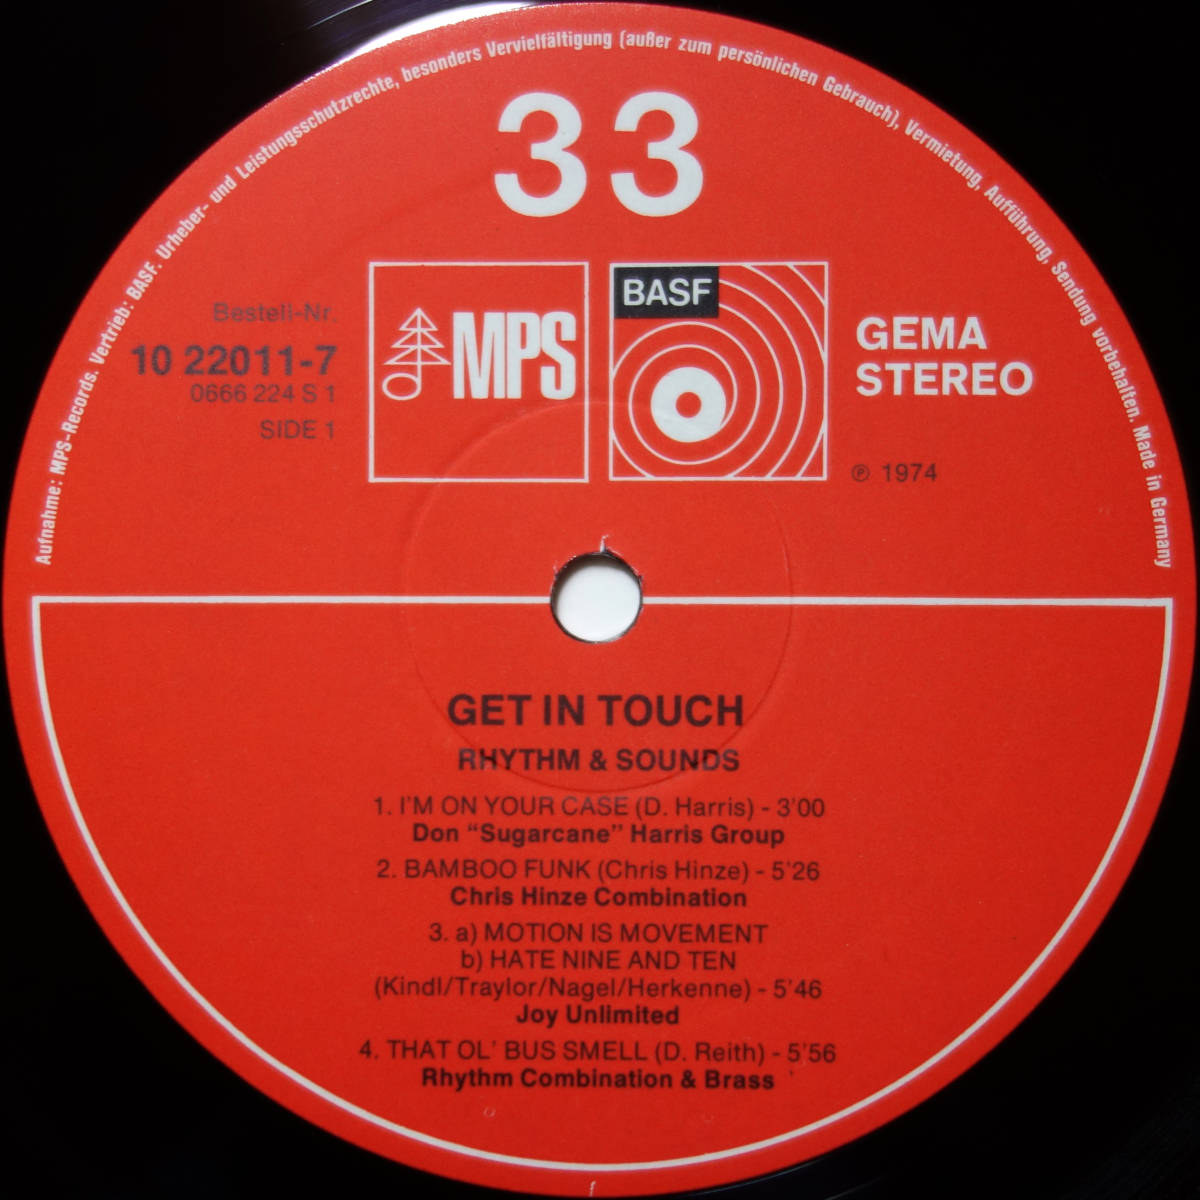 Aufnahme: MPS-Records. Vertrieb: BASF. Urheber- und Leistungsschutzrechte, besonders Vervielfältigung (außer zum persönlichen Gebrauch), Vermietung, Aufführung, Sendung vorbehalten. Made in Germany
33
Bestell-Nr.
10 22011-7
0666 224 S 1
SIDE 1
MPS
BASF
GEMA
STEREO
℗ 1974
GET IN TOUCH
RHYTHM & SOUNDS
1. I'M ON YOUR CASE (D. Harris) - 3'00
Don "Sugarcane" Harris Group
2. BAMBOO FUNK (Chris Hinze) - 5'26
Chris Hinze Combination
3. a) MOTION IS MOVEMENT
b) HATE NINE AND TEN
(Kindl/Traylor/Nagel/Herkenne) - 5'46
Joy Unlimited
4. THAT OL' BUS SMELL (D. Reith) - 5'56
Rhythm Combination & Brass